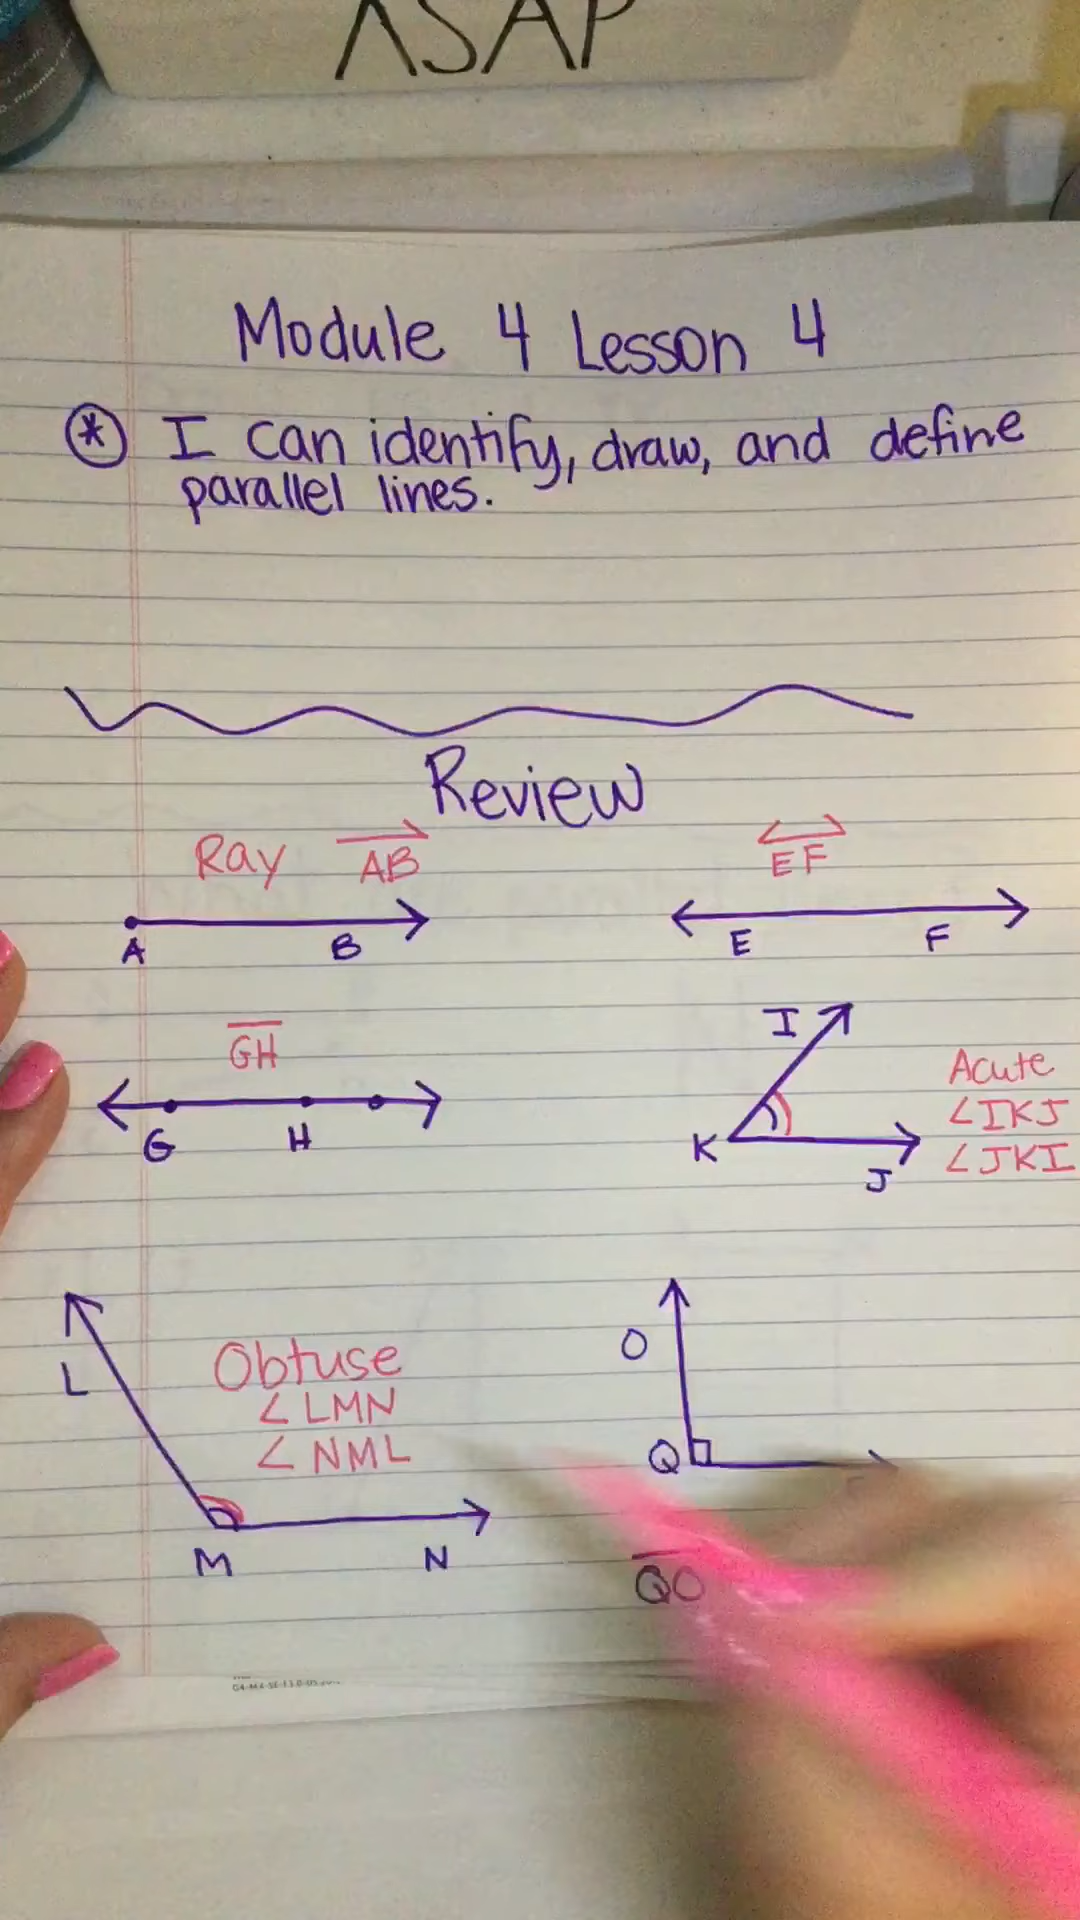 ASAP
Module 4 Lesson 4
* I can identify, draw, and define
parallel lines.
Review
Ray AB
A B
EF
E F
GH
G H
I
K
J
Acute
∠IKJ
∠JKI
L
Obtuse
∠LMN
∠NML
M N
O
Q
QO